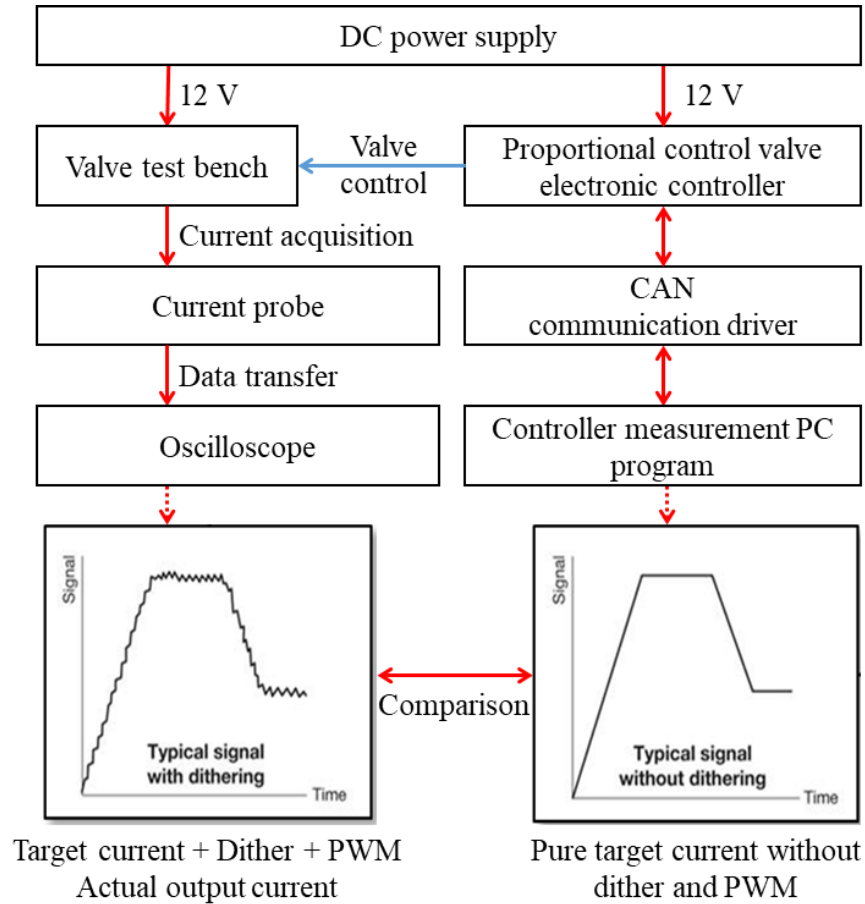 DC power supply
12 V
12 V
Valve test bench
Valve
control
Proportional control valve
electronic controller
Current acquisition
Current probe
CAN
communication driver
Data transfer
Oscilloscope
Controller measurement PC
program
Signal
Typical signal
with dithering
Time
Comparison
Signal
Typical signal
without dithering
Time
Target current + Dither + PWM
Actual output current
Pure target current without
dither and PWM